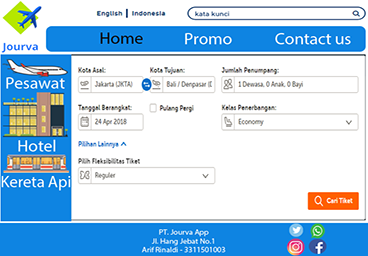 English | Indonesia
kata kunci
Jourva
Home Promo Contact us
Pesawat
Hotel
Kereta Api
Kota Asal: Kota Tujuan: Jumlah Penumpang:
Jakarta (JKTA) Bali / Denpasar (D 1 Dewasa, 0 Anak, 0 Bayi
Tanggal Berangkat: Pulang Pergi Kelas Penerbangan:
24 Apr 2018 Economy
Pilihan Lainnya
Pilih Fleksibilitas Tiket
Reguler
Cari Tiket
PT. Jourva App
Jl. Hang Jebat No.1
Arif Rinaldi - 3311501003